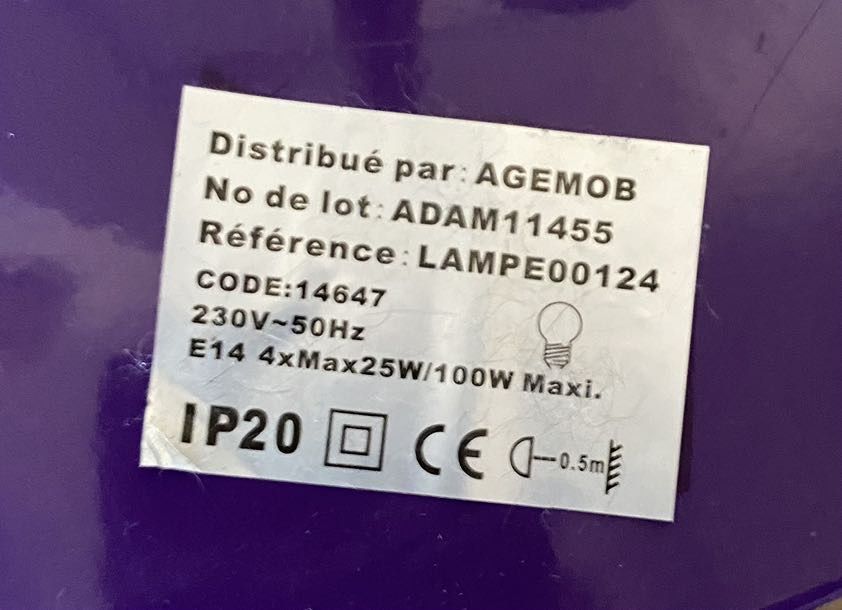 Distribué par: AGEMOB
No de lot: ADAM11455
Référence: LAMPE00124
CODE:14647
230V~50Hz
E14 4xMax25W/100W Maxi.
IP20 CE 0.5m